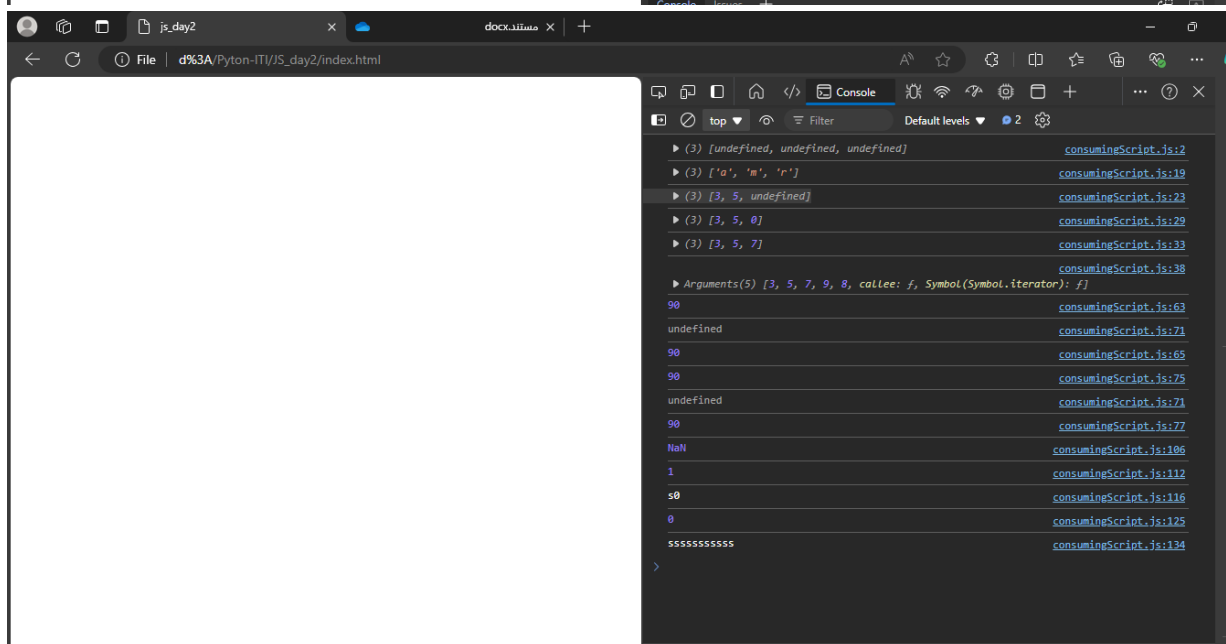 Console Issues
js_day2
مستند.docx
File d%3A/Pyton-ITI/JS_day2/index.html
Console
top Filter Default levels 2
(3) [undefined, undefined, undefined] consumingScript.js:2
(3) ['a', 'm', 'r'] consumingScript.js:19
(3) [3, 5, undefined] consumingScript.js:23
(3) [3, 5, 0] consumingScript.js:29
(3) [3, 5, 7] consumingScript.js:33
consumingScript.js:38
Arguments(5) [3, 5, 7, 9, 8, callee: ƒ, Symbol(Symbol.iterator): ƒ]
90 consumingScript.js:63
undefined consumingScript.js:71
90 consumingScript.js:65
90 consumingScript.js:75
undefined consumingScript.js:71
90 consumingScript.js:77
NaN consumingScript.js:106
1 consumingScript.js:112
s0 consumingScript.js:116
0 consumingScript.js:125
sssssssssss consumingScript.js:134